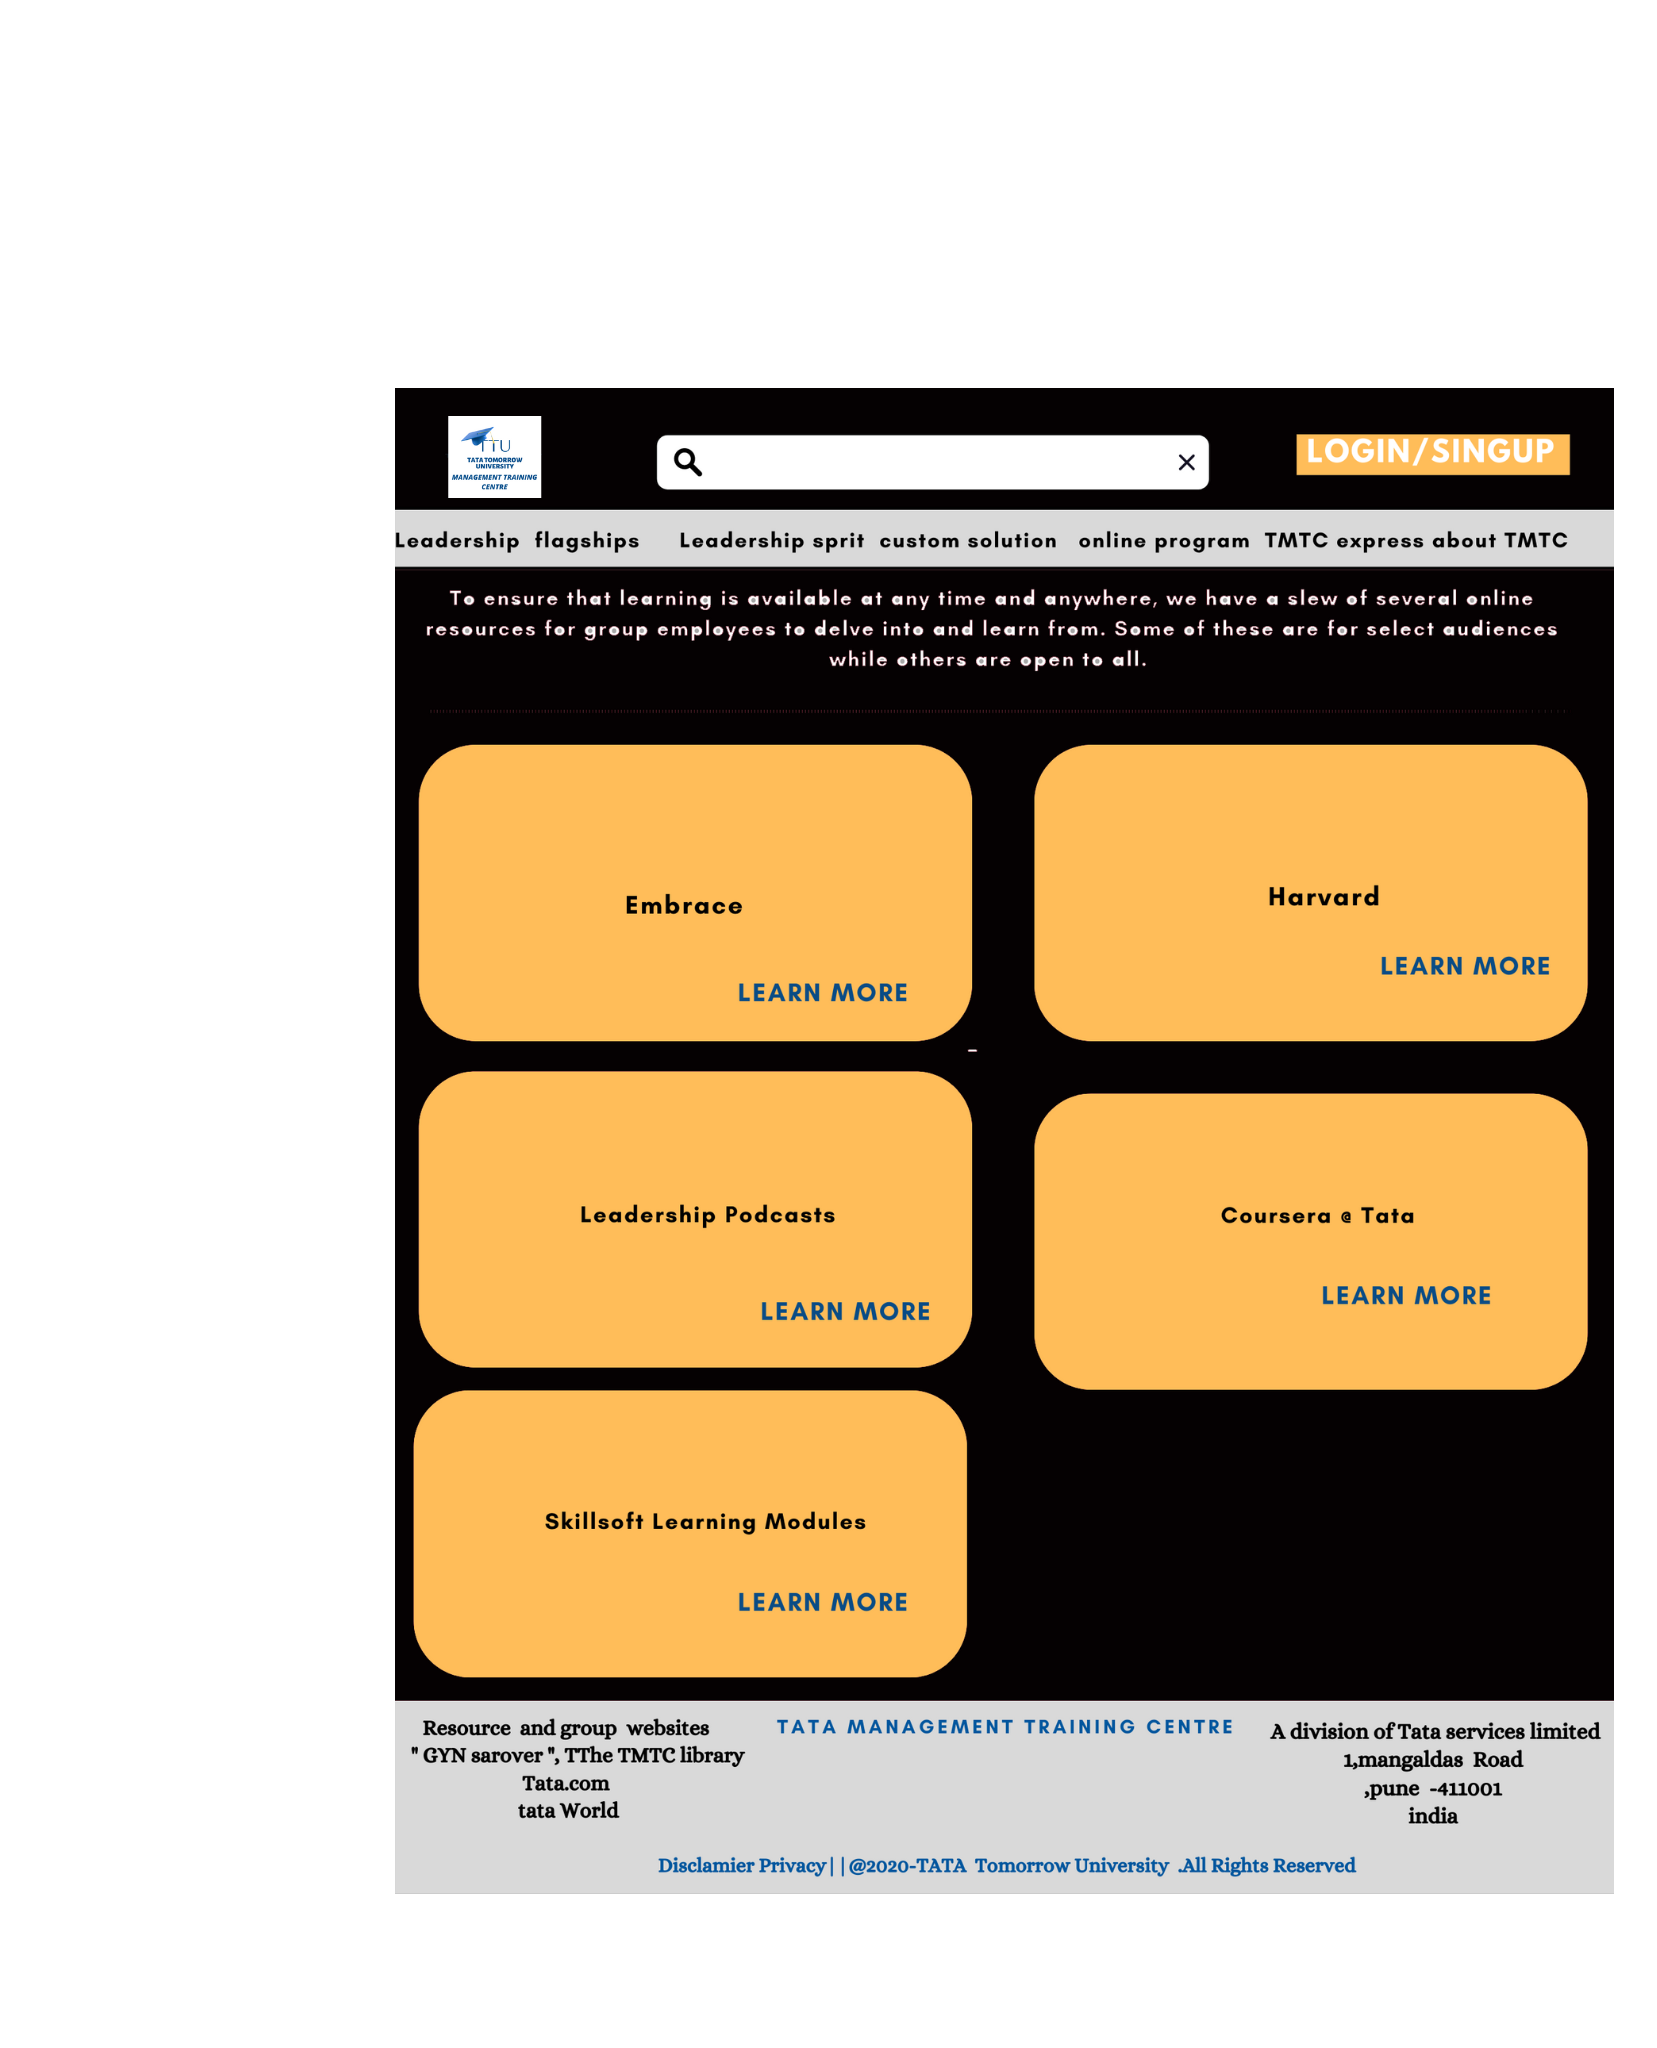 TTU
TATA TOMORROW
UNIVERSITY
MANAGEMENT TRAINING
CENTRE
LOGIN/SINGUP
Leadership flagships Leadership sprit custom solution online program TMTC express about TMTC
To ensure that learning is available at any time and anywhere, we have a slew of several online
resources for group employees to delve into and learn from. Some of these are for select audiences
while others are open to all.
Embrace
LEARN MORE
Harvard
LEARN MORE
-
Leadership Podcasts
LEARN MORE
Coursera @ Tata
LEARN MORE
Skillsoft Learning Modules
LEARN MORE
Resource and group websites
" GYN sarover ", TThe TMTC library
Tata.com
tata World
TATA MANAGEMENT TRAINING CENTRE
A division of Tata services limited
1,mangaldas Road
,pune -411001
india
Disclamier Privacy||@2020-TATA Tomorrow University .All Rights Reserved